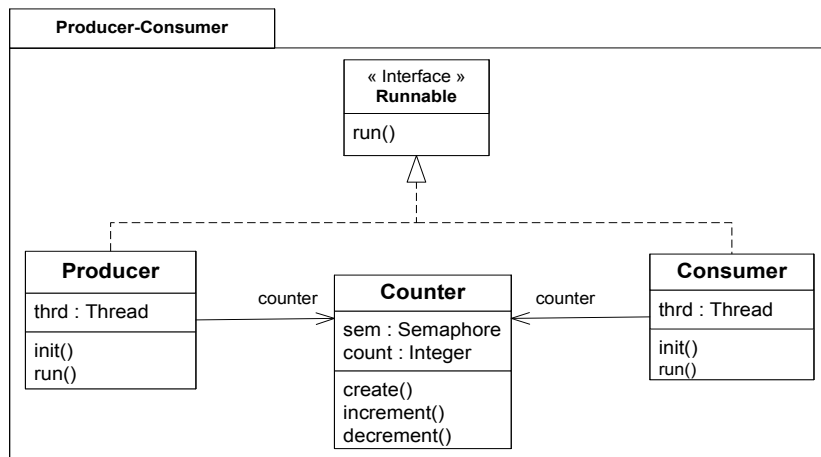 Producer-Consumer
« Interface »
Runnable
run()
Producer
thrd : Thread
init()
run()
counter
Counter
sem : Semaphore
count : Integer
create()
increment()
decrement()
counter
Consumer
thrd : Thread
init()
run()